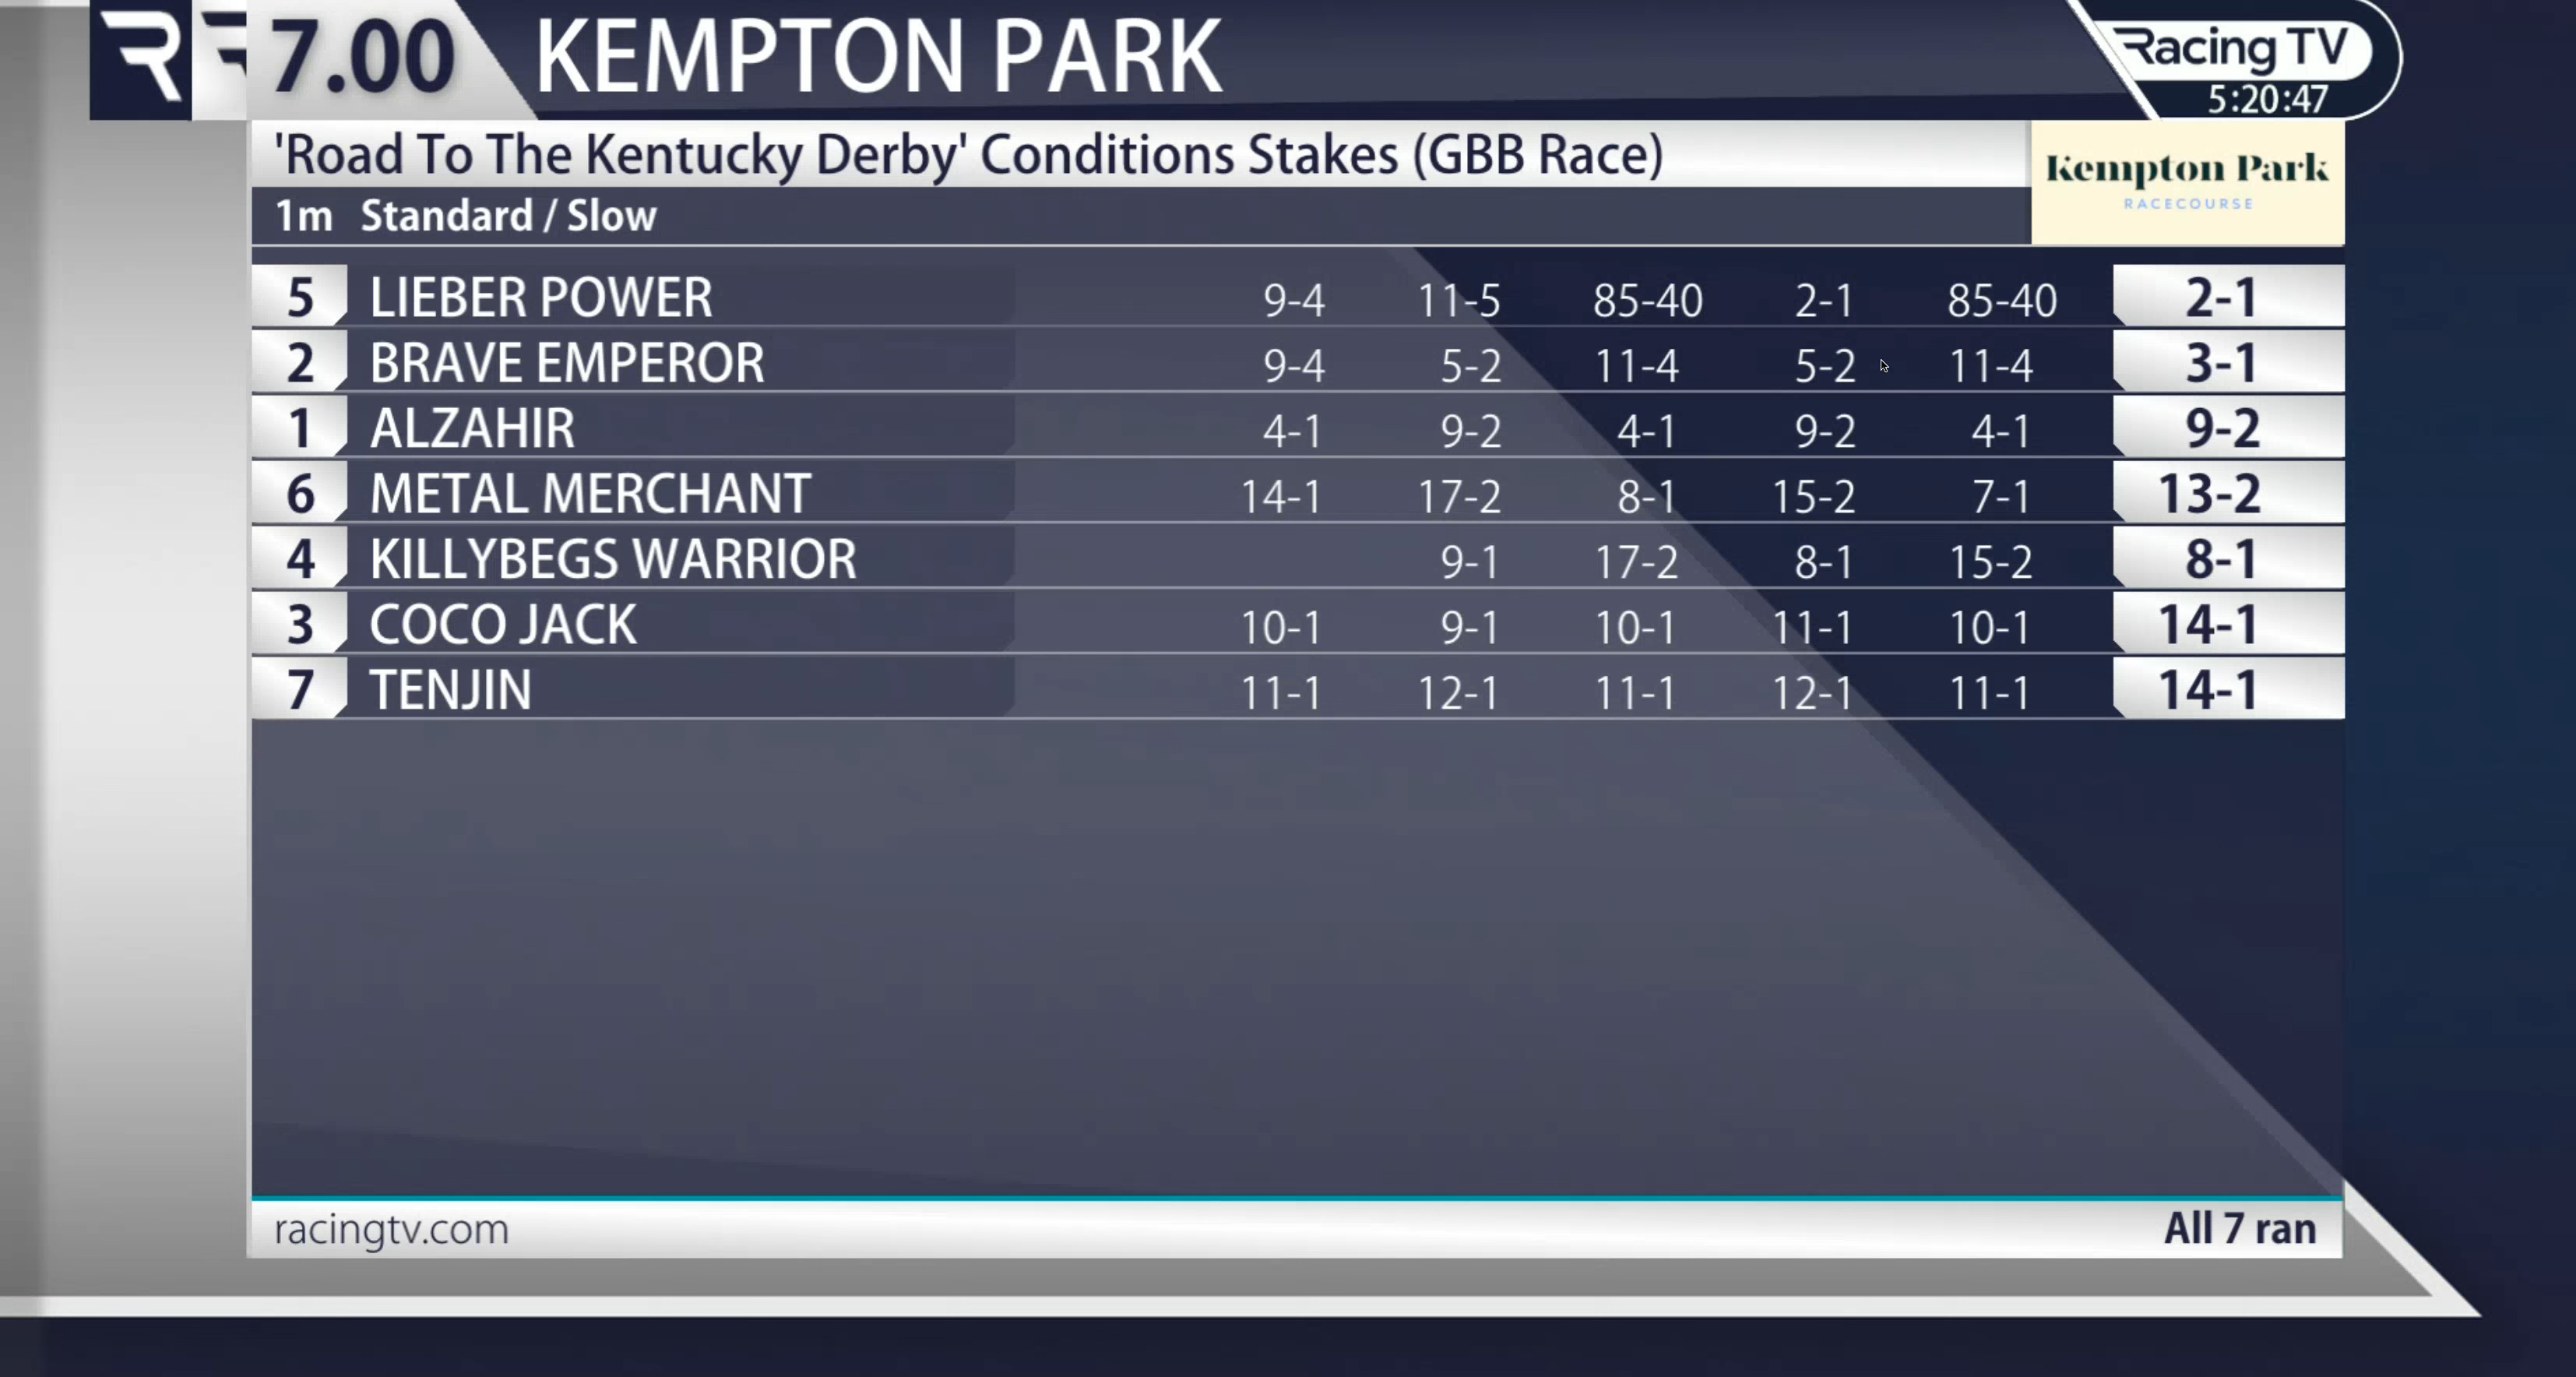 7.00 KEMPTON PARK
Racing TV
5:20:47
'Road To The Kentucky Derby' Conditions Stakes (GBB Race)
Kempton Park
RACECOURSE
1m Standard / Slow
5 LIEBER POWER 9-4 11-5 85-40 2-1 85-40 2-1
2 BRAVE EMPEROR 9-4 5-2 11-4 5-2 11-4 3-1
1 ALZAHIR 4-1 9-2 4-1 9-2 4-1 9-2
6 METAL MERCHANT 14-1 17-2 8-1 15-2 7-1 13-2
4 KILLYBEGS WARRIOR 9-1 17-2 8-1 15-2 8-1
3 COCO JACK 10-1 9-1 10-1 11-1 10-1 14-1
7 TENJIN 11-1 12-1 11-1 12-1 11-1 14-1
racingtv.com All 7 ran